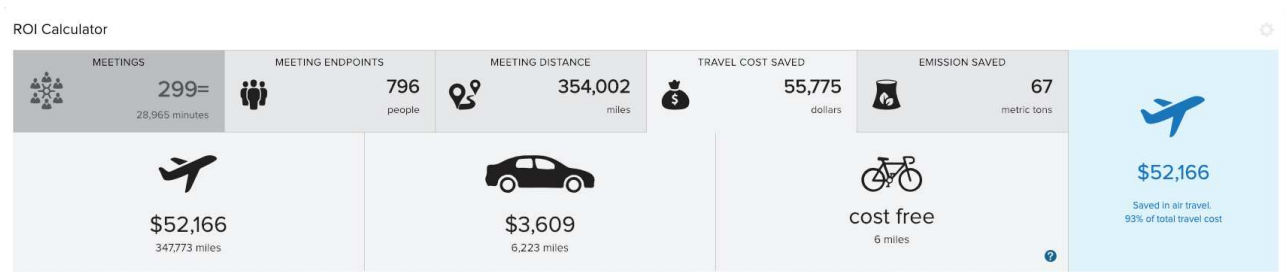 ROI Calculator
MEETINGS
299=
28,965 minutes
MEETING ENDPOINTS
796
people
MEETING DISTANCE
354,002
miles
TRAVEL COST SAVED
$
55,775
dollars
EMISSION SAVED
67
metric tons
$52,166
347,773 miles
$3,609
6,223 miles
cost free
6 miles
?
$52,166
Saved in air travel.
93% of total travel cost